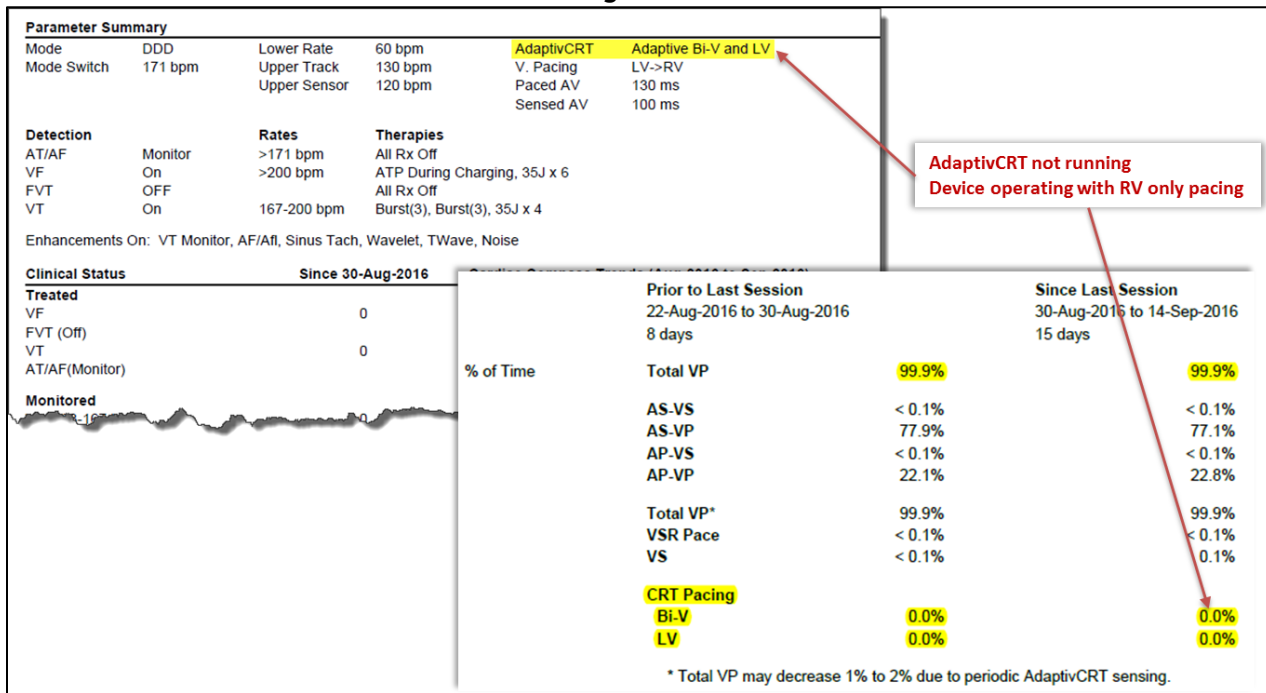 Parameter Summary
Mode DDD Lower Rate 60 bpm AdaptivCRT Adaptive Bi-V and LV
Mode Switch 171 bpm Upper Track 130 bpm V. Pacing LV->RV
Upper Sensor 120 bpm Paced AV 130 ms
Sensed AV 100 ms
Detection Rates Therapies
AT/AF Monitor >171 bpm All Rx Off
VF On >200 bpm ATP During Charging, 35J x 6
FVT OFF All Rx Off
VT On 167-200 bpm Burst(3), Burst(3), 35J x 4
AdaptivCRT not running
Device operating with RV only pacing
Enhancements On: VT Monitor, AF/Afl, Sinus Tach, Wavelet, TWave, Noise
Clinical Status Since 30-Aug-2016
Treated
VF 0
FVT (Off)
VT 0
AT/AF(Monitor)
Monitored
Prior to Last Session Since Last Session
22-Aug-2016 to 30-Aug-2016 30-Aug-2016 to 14-Sep-2016
8 days 15 days
% of Time Total VP 99.9% 99.9%
AS-VS < 0.1% < 0.1%
AS-VP 77.9% 77.1%
AP-VS < 0.1% < 0.1%
AP-VP 22.1% 22.8%
Total VP* 99.9% 99.9%
VSR Pace < 0.1% < 0.1%
VS < 0.1% 0.1%
CRT Pacing
Bi-V 0.0% 0.0%
LV 0.0% 0.0%
* Total VP may decrease 1% to 2% due to periodic AdaptivCRT sensing.